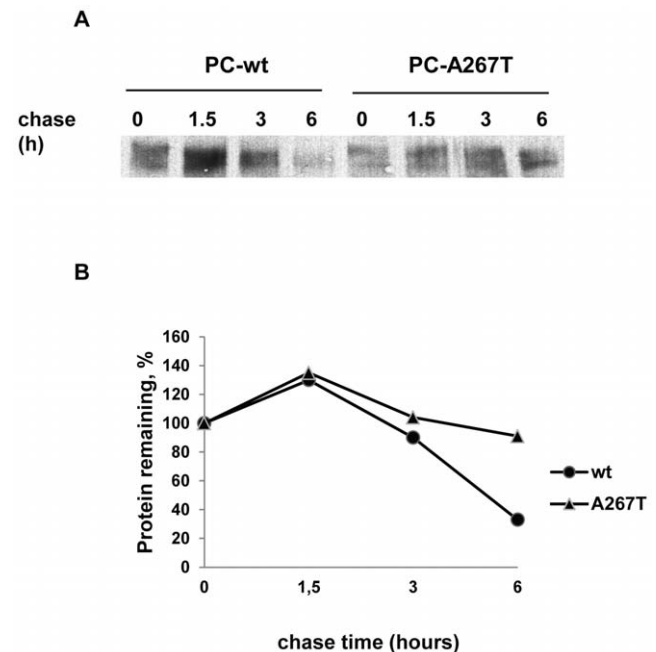 A
PC-wt PC-A267T
chase (h) 0 1.5 3 6 0 1.5 3 6
B
Protein remaining, %
160
140
120
100
80
60
40
20
0
0 1,5 3 6
chase time (hours)
wt
A267T